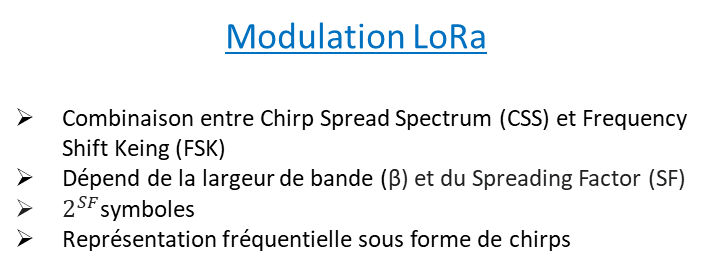 Modulation LoRa
➤ Combinaison entre Chirp Spread Spectrum (CSS) et Frequency
Shift Keing (FSK)
➤ Dépend de la largeur de bande (β) et du Spreading Factor (SF)
➤ 2^{SF} symboles
➤ Représentation fréquentielle sous forme de chirps